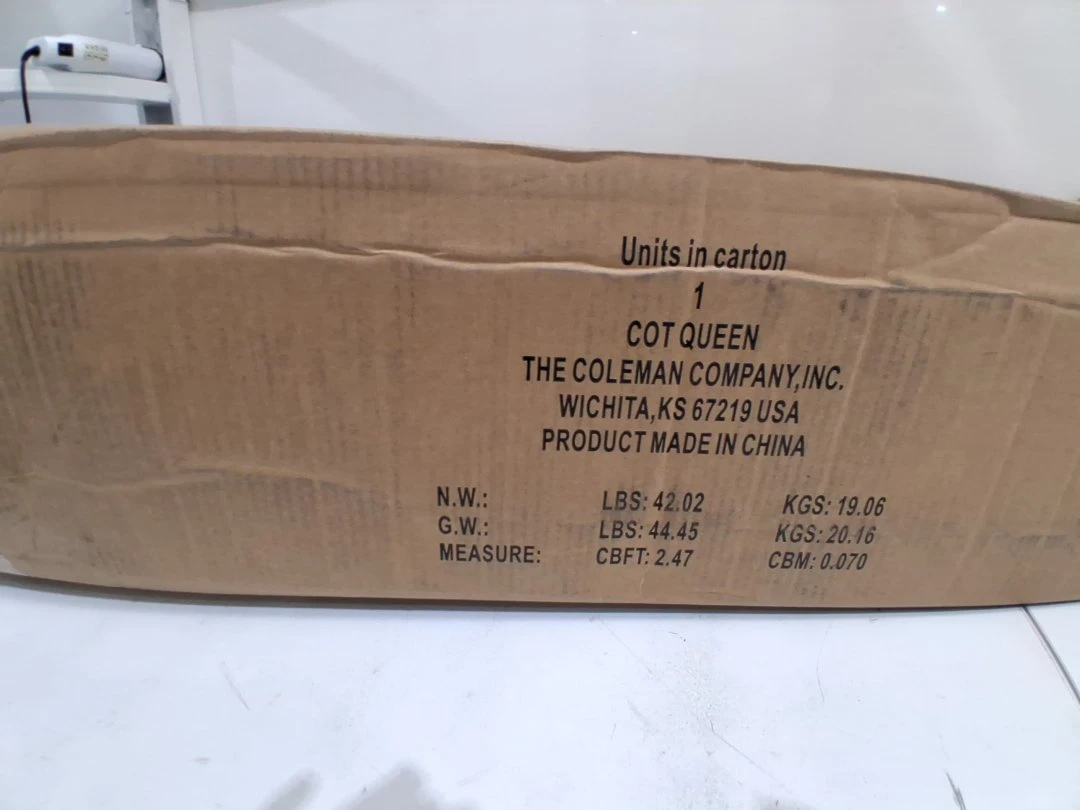 Units in carton
1
COT QUEEN
THE COLEMAN COMPANY,INC.
WICHITA,KS 67219 USA
PRODUCT MADE IN CHINA
N.W.: LBS: 42.02 KGS: 19.06
G.W.: LBS: 44.45 KGS: 20.16
MEASURE: CBFT: 2.47 CBM: 0.070